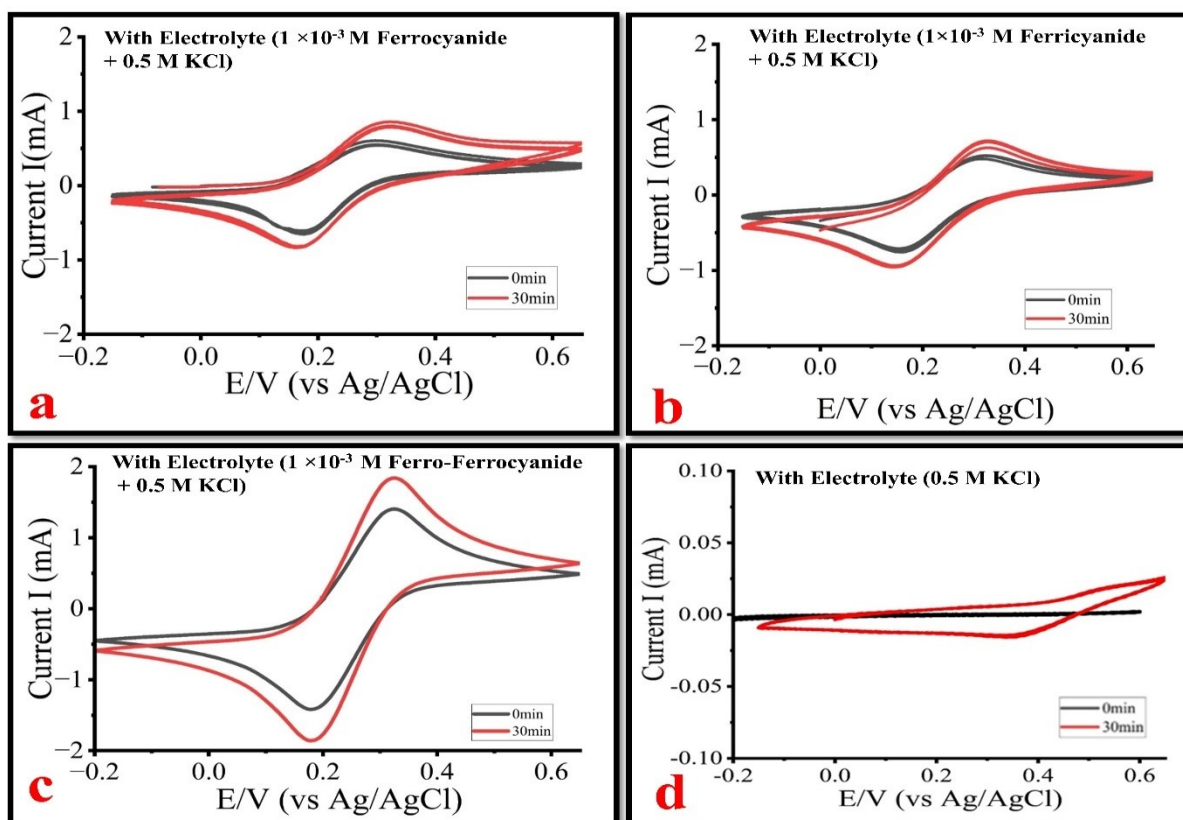 With Electrolyte (1 ×10⁻³ M Ferrocyanide
+ 0.5 M KCl)
2
1
0
−1
−2
Current I(mA)
0min
30min
−0.2
0.0
0.2
0.4
0.6
E/V (vs Ag/AgCl)
a
With Electrolyte (1×10⁻³ M Ferricyanide
+ 0.5 M KCl)
2
1
0
−1
−2
Current I (mA)
0min
30min
−0.2
0.0
0.2
0.4
0.6
E/V (vs Ag/AgCl)
b
With Electrolyte (1 ×10⁻³ M Ferro-Ferrocyanide
+ 0.5 M KCl)
2
1
0
−1
−2
Current I (mA)
0min
30min
−0.2
0.0
0.2
0.4
0.6
E/V (vs Ag/AgCl)
c
With Electrolyte (0.5 M KCl)
0.10
0.05
0.00
-0.05
-0.10
Current I (mA)
0min
30min
-0.2
0.0
0.2
0.4
0.6
E/V (vs Ag/AgCl)
d